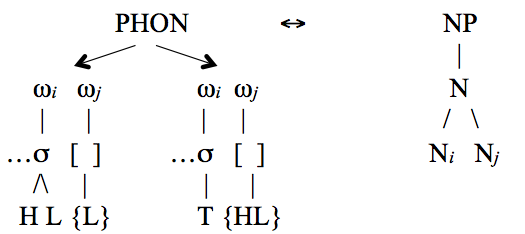 PHON ↔ NP
ωi ωj ωi ωj N
…σ [ ] …σ [ ] Ni Nj
H L {L} T {HL}